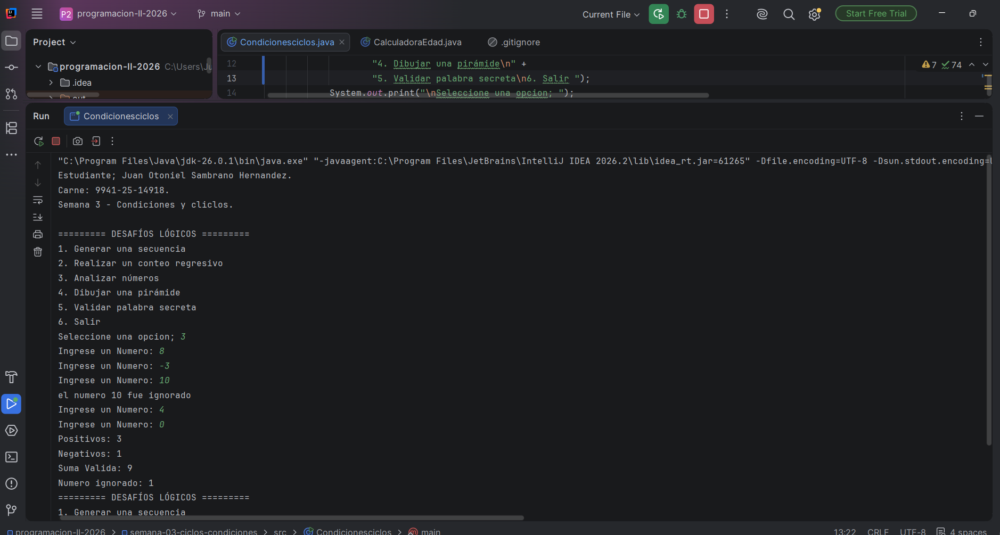 P2 programacion-II-2026 main Current File Start Free Trial
Project
Condicionesciclos.java CalculadoraEdad.java .gitignore
programacion-II-2026 C:\Users\Ju
.idea
out
12 "4. Dibujar una pirámide\n" +
13 "5. Validar palabra secreta\n6. Salir ");
14 System.out.print("\nSeleccione una opcion; ");
7 74
Run Condicionesciclos
"C:\Program Files\Java\jdk-26.0.1\bin\java.exe" "-javaagent:C:\Program Files\JetBrains\IntelliJ IDEA 2026.2\lib\idea_rt.jar=61265" -Dfile.encoding=UTF-8 -Dsun.stdout.encoding=U
Estudiante; Juan Otoniel Sambrano Hernandez.
Carne: 9941-25-14918.
Semana 3 - Condiciones y cliclos.
========= DESAFÍOS LÓGICOS =========
1. Generar una secuencia
2. Realizar un conteo regresivo
3. Analizar números
4. Dibujar una pirámide
5. Validar palabra secreta
6. Salir
Seleccione una opcion; 3
Ingrese un Numero: 8
Ingrese un Numero: -3
Ingrese un Numero: 10
el numero 10 fue ignorado
Ingrese un Numero: 4
Ingrese un Numero: 0
Positivos: 3
Negativos: 1
Suma Valida: 9
Numero ignorado: 1
========= DESAFÍOS LÓGICOS =========
1. Generar una secuencia
programacion-II-2026 > semana-03-ciclos-condiciones > src > Condicionesciclos > main 13:22 CRLF UTF-8 4 spaces